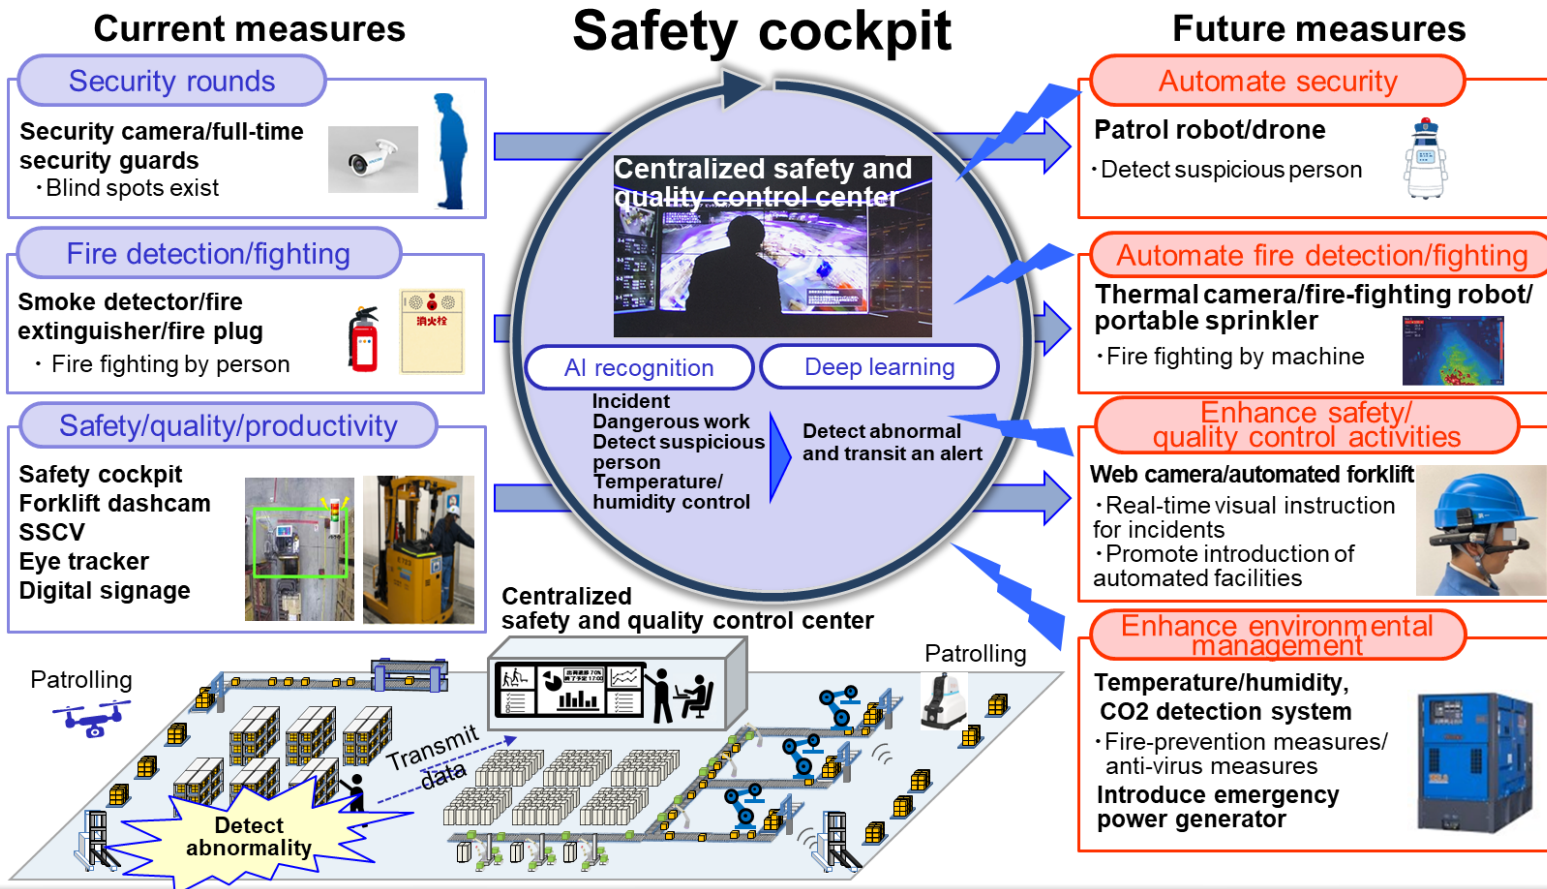 Current measures
Safety cockpit
Future measures
Security rounds
Security camera/full-time
security guards
・Blind spots exist
Fire detection/fighting
Smoke detector/fire
extinguisher/fire plug
・ Fire fighting by person
消火栓
Safety/quality/productivity
Safety cockpit
Forklift dashcam
SSCV
Eye tracker
Digital signage
Centralized safety and
quality control center
AI recognition
Deep learning
Incident
Dangerous work
Detect suspicious
person
Temperature/
humidity control
Detect abnormal
and transit an alert
Automate security
Patrol robot/drone
・Detect suspicious person
Automate fire detection/fighting
Thermal camera/fire-fighting robot/
portable sprinkler
・Fire fighting by machine
Enhance safety/
quality control activities
Web camera/automated forklift
・Real-time visual instruction
for incidents
・Promote introduction of
automated facilities
Enhance environmental
management
Temperature/humidity,
CO2 detection system
・Fire-prevention measures/
anti-virus measures
Introduce emergency
power generator
Centralized
safety and quality control center
Patrolling
Patrolling
Transmit
data
Detect
abnormality